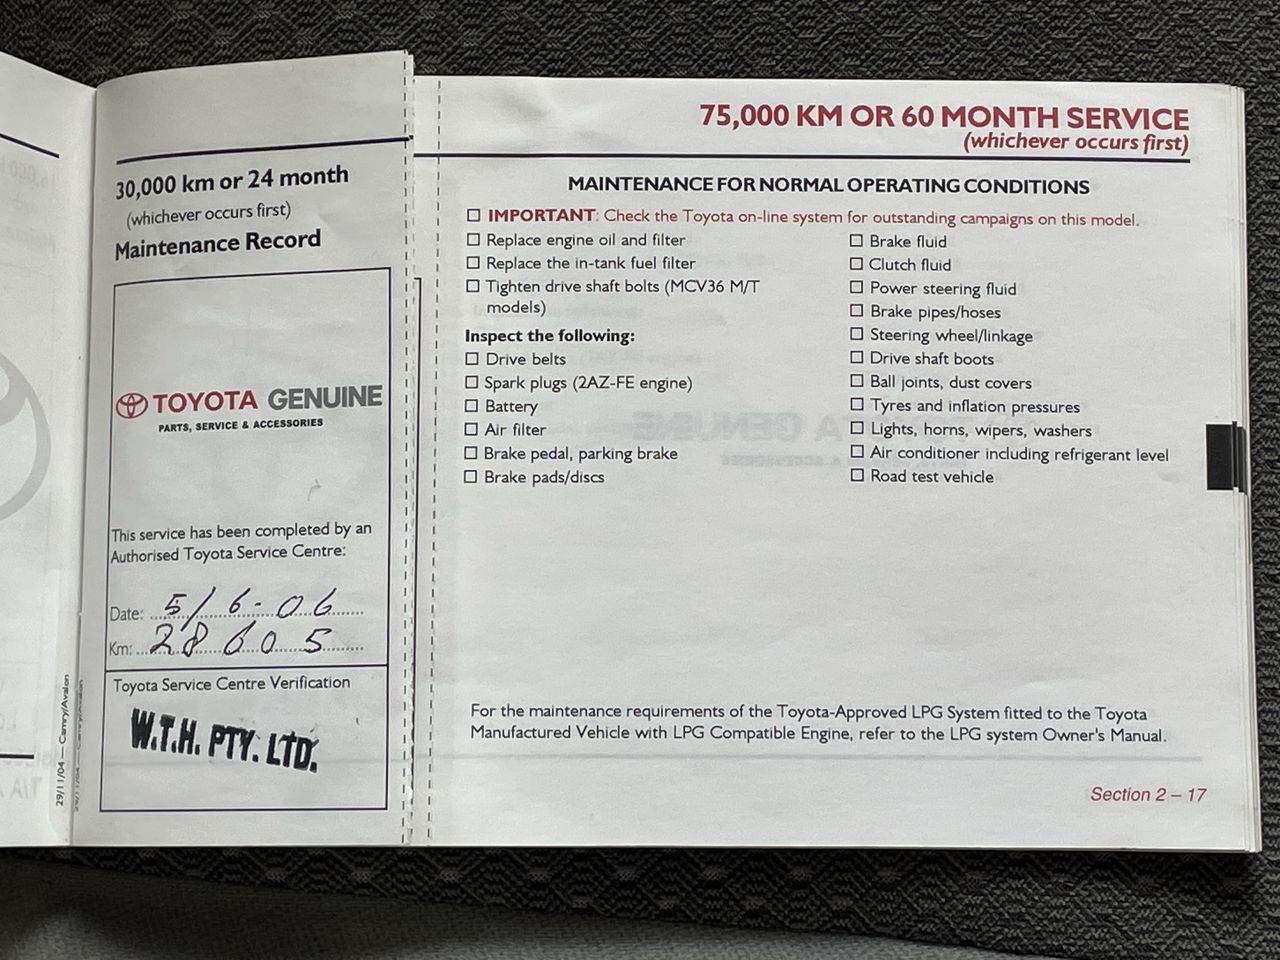 30,000 km or 24 month
(whichever occurs first)
Maintenance Record
TOYOTA GENUINE
PARTS, SERVICE & ACCESSORIES
This service has been completed by an
Authorised Toyota Service Centre:
Date: 5/6-06
Km: 28605
Toyota Service Centre Verification
W.T.H. PTY. LTD.
29/11/04 — Camry/Avalon
75,000 KM OR 60 MONTH SERVICE
(whichever occurs first)
MAINTENANCE FOR NORMAL OPERATING CONDITIONS
IMPORTANT: Check the Toyota on-line system for outstanding campaigns on this model.
Replace engine oil and filter
Replace the in-tank fuel filter
Tighten drive shaft bolts (MCV36 M/T
models)
Inspect the following:
Drive belts
Spark plugs (2AZ-FE engine)
Battery
Air filter
Brake pedal, parking brake
Brake pads/discs
Brake fluid
Clutch fluid
Power steering fluid
Brake pipes/hoses
Steering wheel/linkage
Drive shaft boots
Ball joints, dust covers
Tyres and inflation pressures
Lights, horns, wipers, washers
Air conditioner including refrigerant level
Road test vehicle
For the maintenance requirements of the Toyota-Approved LPG System fitted to the Toyota
Manufactured Vehicle with LPG Compatible Engine, refer to the LPG system Owner's Manual.
Section 2 – 17